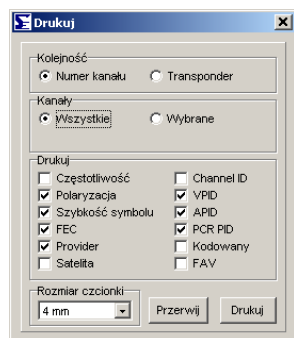 Drukuj
Kolejność
Numer kanału Transponder
Kanały
Wszystkie Wybrane
Drukuj
Częstotliwość Channel ID
Polaryzacja VPID
Szybkość symbolu APID
FEC PCR PID
Provider Kodowany
Satelita FAV
Rozmiar czcionki
4 mm Przerwij Drukuj